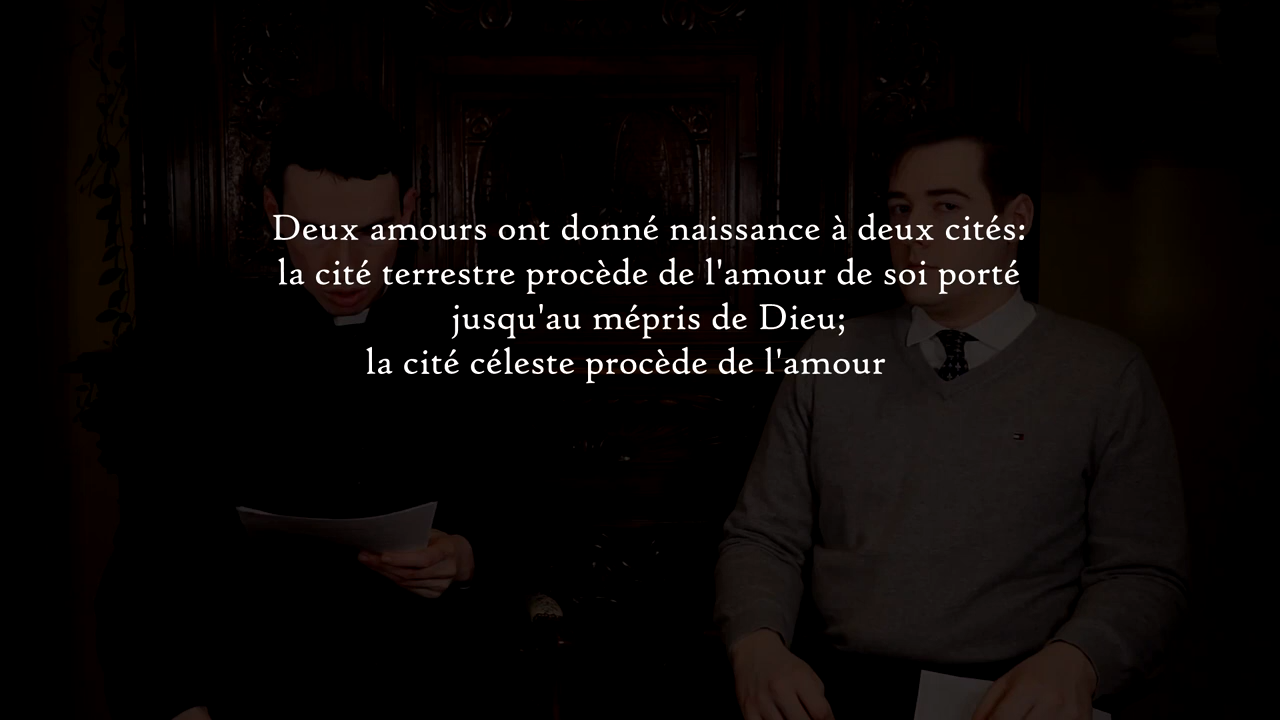 Deux amours ont donné naissance à deux cités:
la cité terrestre procède de l'amour de soi porté
jusqu'au mépris de Dieu;
la cité céleste procède de l'amour